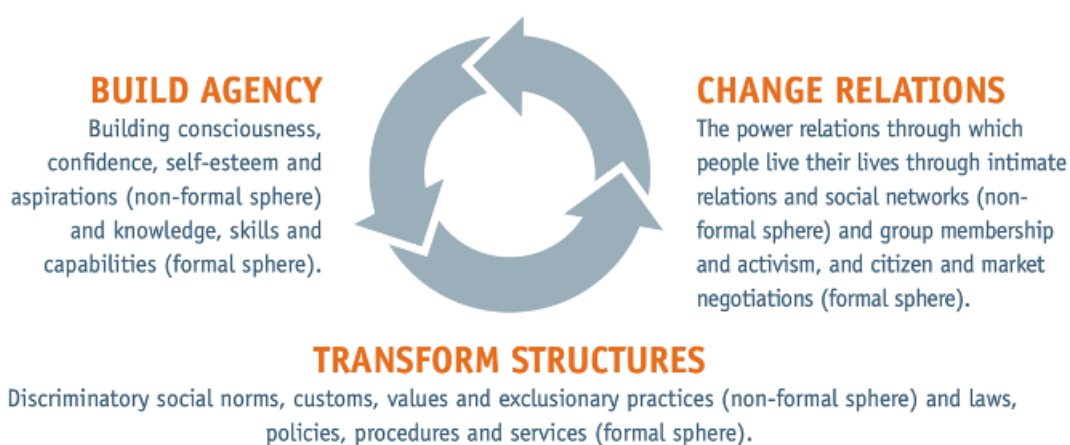 BUILD AGENCY
Building consciousness,
confidence, self-esteem and
aspirations (non-formal sphere)
and knowledge, skills and
capabilities (formal sphere).
CHANGE RELATIONS
The power relations through which
people live their lives through intimate
relations and social networks (non-
formal sphere) and group membership
and activism, and citizen and market
negotiations (formal sphere).
TRANSFORM STRUCTURES
Discriminatory social norms, customs, values and exclusionary practices (non-formal sphere) and laws,
policies, procedures and services (formal sphere).